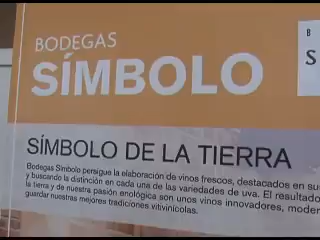 BODEGAS
SÍMBOLO
B
S
SÍMBOLO DE LA TIERRA
Bodegas Símbolo persigue la elaboración de vinos frescos, destacados en su
y buscando la distinción en cada una de las variedades de uva. El resultado
la tierra y de nuestra pasión enológica son unos vinos innovadores, moder
guardar nuestras mejores tradiciones vitivinícolas.